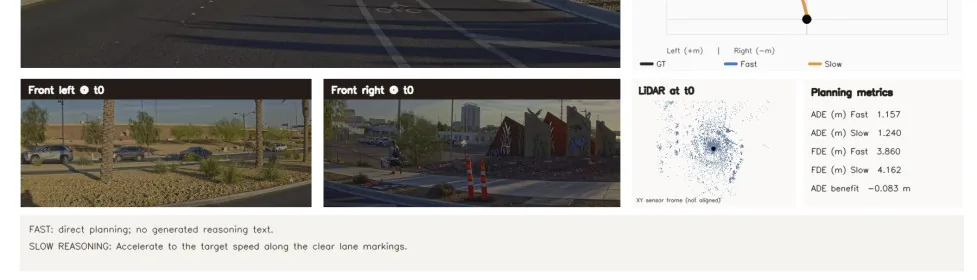 Left (+m) | Right (-m)
GT Fast Slow
Front left @ t0
Front right @ t0
LiDAR at t0
XY sensor frame (not aligned)
Planning metrics
ADE (m) Fast 1.157
ADE (m) Slow 1.240
FDE (m) Fast 3.860
FDE (m) Slow 4.162
ADE benefit -0.083 m
FAST: direct planning; no generated reasoning text.
SLOW REASONING: Accelerate to the target speed along the clear lane markings.